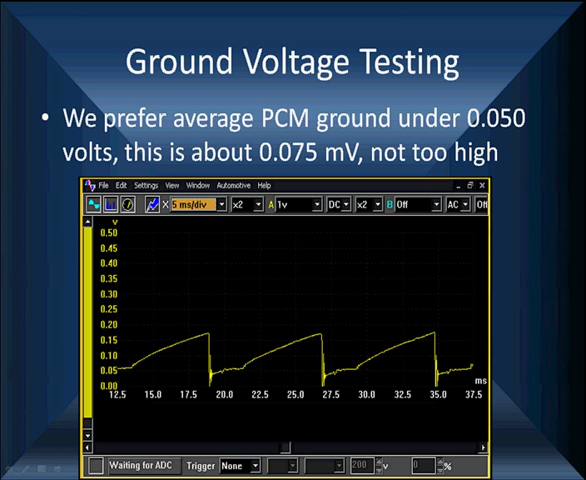 Ground Voltage Testing
• We prefer average PCM ground under 0.050
volts, this is about 0.075 mV, not too high
File Edit Settings View Window Automotive Help
X 5 ms/div x2 A 1v DC x2 B Off AC Off
v
0.50
0.45
0.40
0.35
0.30
0.25
0.20
0.15
0.10
0.05
0.00
ms
12.5 15.0 17.5 20.0 22.5 25.0 27.5 30.0 32.5 35.0 37.5
Waiting for ADC Trigger None 200 v 0 %